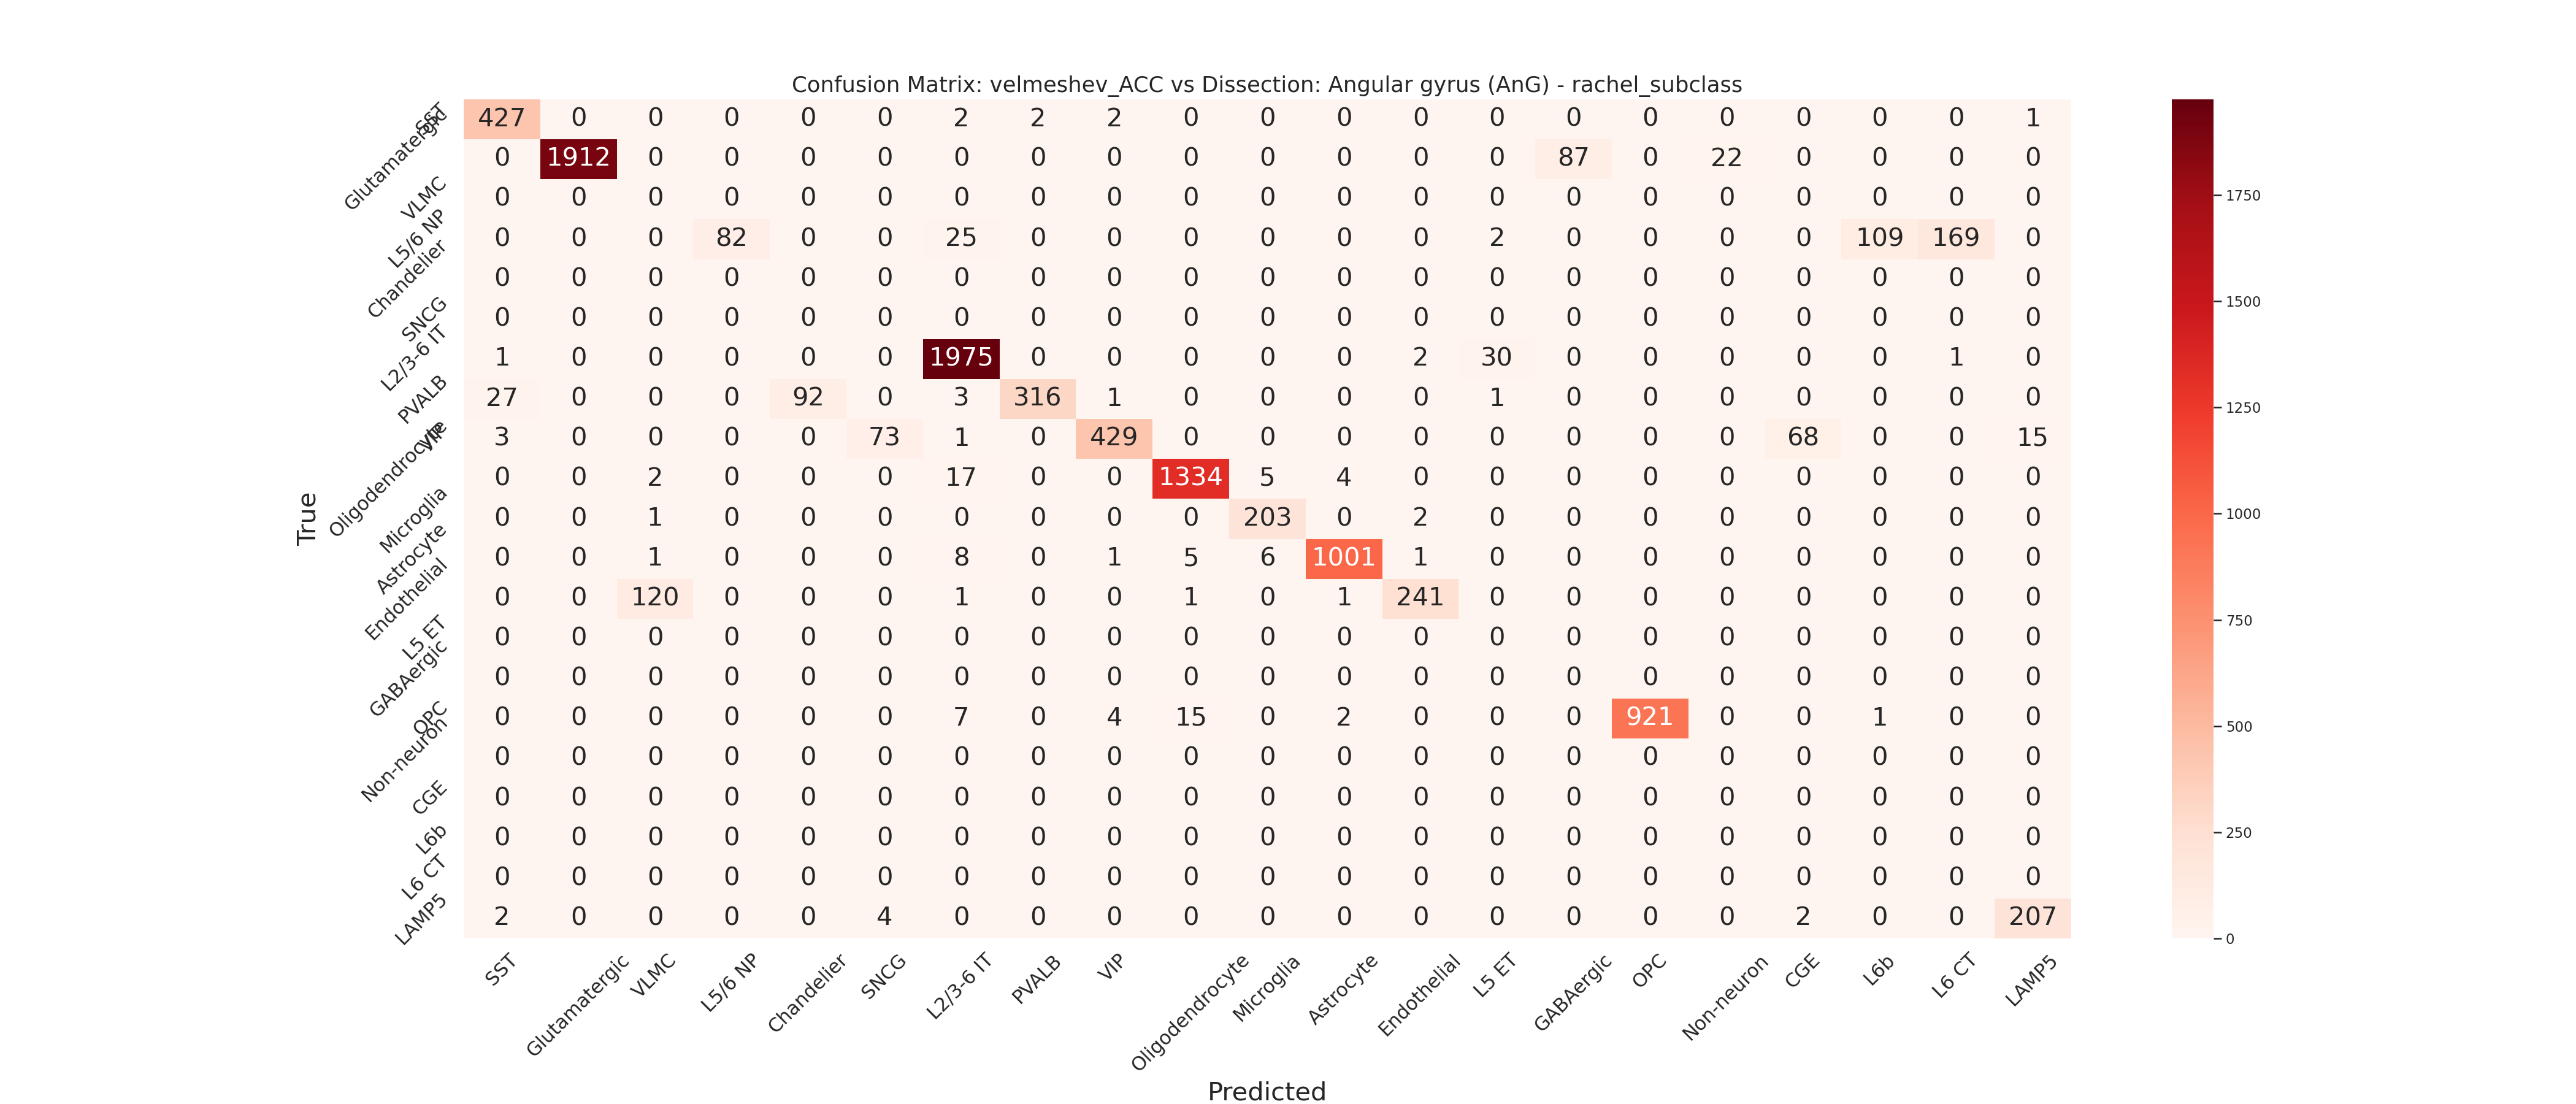 Confusion Matrix: velmeshev_ACC vs Dissection: Angular gyrus (AnG) - rachel_subclass
SST 427 0 0 0 0 0 2 2 2 0 0 0 0 0 0 0 0 0 0 0 1
Glutamatergic 0 1912 0 0 0 0 0 0 0 0 0 0 0 0 87 0 22 0 0 0 0
VLMC 0 0 0 0 0 0 0 0 0 0 0 0 0 0 0 0 0 0 0 0 0
L5/6 NP 0 0 0 82 0 0 25 0 0 0 0 0 0 2 0 0 0 0 109 169 0
Chandelier 0 0 0 0 0 0 0 0 0 0 0 0 0 0 0 0 0 0 0 0 0
SNCG 0 0 0 0 0 0 0 0 0 0 0 0 0 0 0 0 0 0 0 0 0
L2/3-6 IT 1 0 0 0 0 0 1975 0 0 0 0 0 2 30 0 0 0 0 0 1 0
PVALB 27 0 0 0 92 0 3 316 1 0 0 0 0 1 0 0 0 0 0 0 0
VIP 3 0 0 0 0 73 1 0 429 0 0 0 0 0 0 0 0 68 0 0 15
Oligodendrocyte 0 0 2 0 0 0 17 0 0 1334 5 4 0 0 0 0 0 0 0 0 0
Microglia 0 0 1 0 0 0 0 0 0 0 203 0 2 0 0 0 0 0 0 0 0
Astrocyte 0 0 1 0 0 0 8 0 1 5 6 1001 1 0 0 0 0 0 0 0 0
Endothelial 0 0 120 0 0 0 1 0 0 1 0 1 241 0 0 0 0 0 0 0 0
L5 ET 0 0 0 0 0 0 0 0 0 0 0 0 0 0 0 0 0 0 0 0 0
GABAergic 0 0 0 0 0 0 0 0 0 0 0 0 0 0 0 0 0 0 0 0 0
OPC 0 0 0 0 0 0 7 0 4 15 0 2 0 0 0 921 0 0 1 0 0
Non-neuron 0 0 0 0 0 0 0 0 0 0 0 0 0 0 0 0 0 0 0 0 0
CGE 0 0 0 0 0 0 0 0 0 0 0 0 0 0 0 0 0 0 0 0 0
L6b 0 0 0 0 0 0 0 0 0 0 0 0 0 0 0 0 0 0 0 0 0
L6 CT 0 0 0 0 0 0 0 0 0 0 0 0 0 0 0 0 0 0 0 0 0
LAMP5 2 0 0 0 0 4 0 0 0 0 0 0 0 0 0 0 0 2 0 0 207
SST Glutamatergic VLMC L5/6 NP Chandelier SNCG L2/3-6 IT PVALB VIP Oligodendrocyte Microglia Astrocyte Endothelial L5 ET GABAergic OPC Non-neuron CGE L6b L6 CT LAMP5
Predicted
True
1750
1500
1250
1000
750
500
250
0